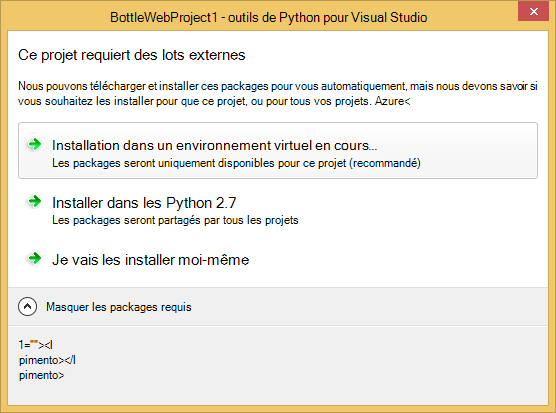 BottleWebProject1 - outils de Python pour Visual Studio
Ce projet requiert des lots externes
Nous pouvons télécharger et installer ces packages pour vous automatiquement, mais nous devons savoir si
vous souhaitez les installer pour que ce projet, ou pour tous vos projets. Azure<
Installation dans un environnement virtuel en cours...
Les packages seront uniquement disponibles pour ce projet (recommandé)
Installer dans les Python 2.7
Les packages seront partagés par tous les projets
Je vais les installer moi-même
Masquer les packages requis
1=""><I
pimento></I
pimento>